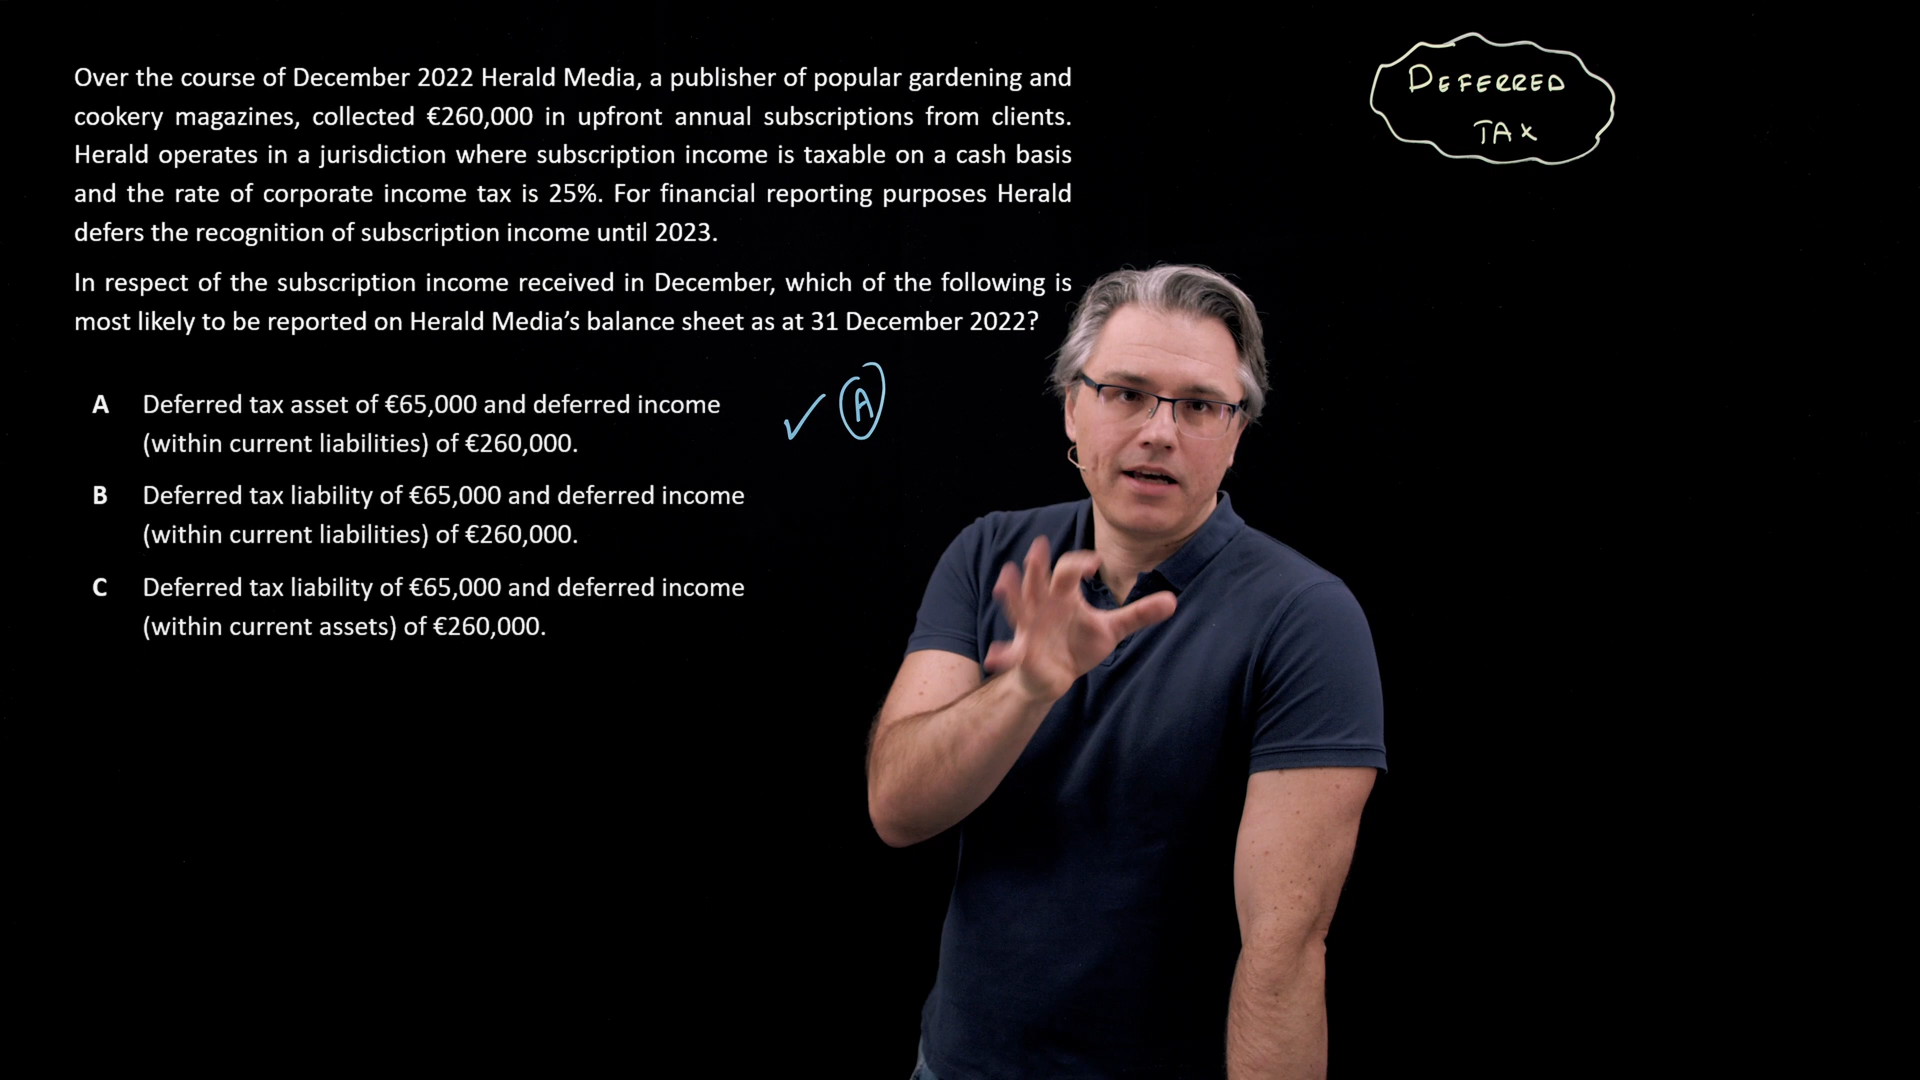 Over the course of December 2022 Herald Media, a publisher of popular gardening and
cookery magazines, collected €260,000 in upfront annual subscriptions from clients.
Herald operates in a jurisdiction where subscription income is taxable on a cash basis
and the rate of corporate income tax is 25%. For financial reporting purposes Herald
defers the recognition of subscription income until 2023.
In respect of the subscription income received in December, which of the following is
most likely to be reported on Herald Media’s balance sheet as at 31 December 2022?
A Deferred tax asset of €65,000 and deferred income
(within current liabilities) of €260,000.
✓ A
B Deferred tax liability of €65,000 and deferred income
(within current liabilities) of €260,000.
C Deferred tax liability of €65,000 and deferred income
(within current assets) of €260,000.
DEFERRED
TAX